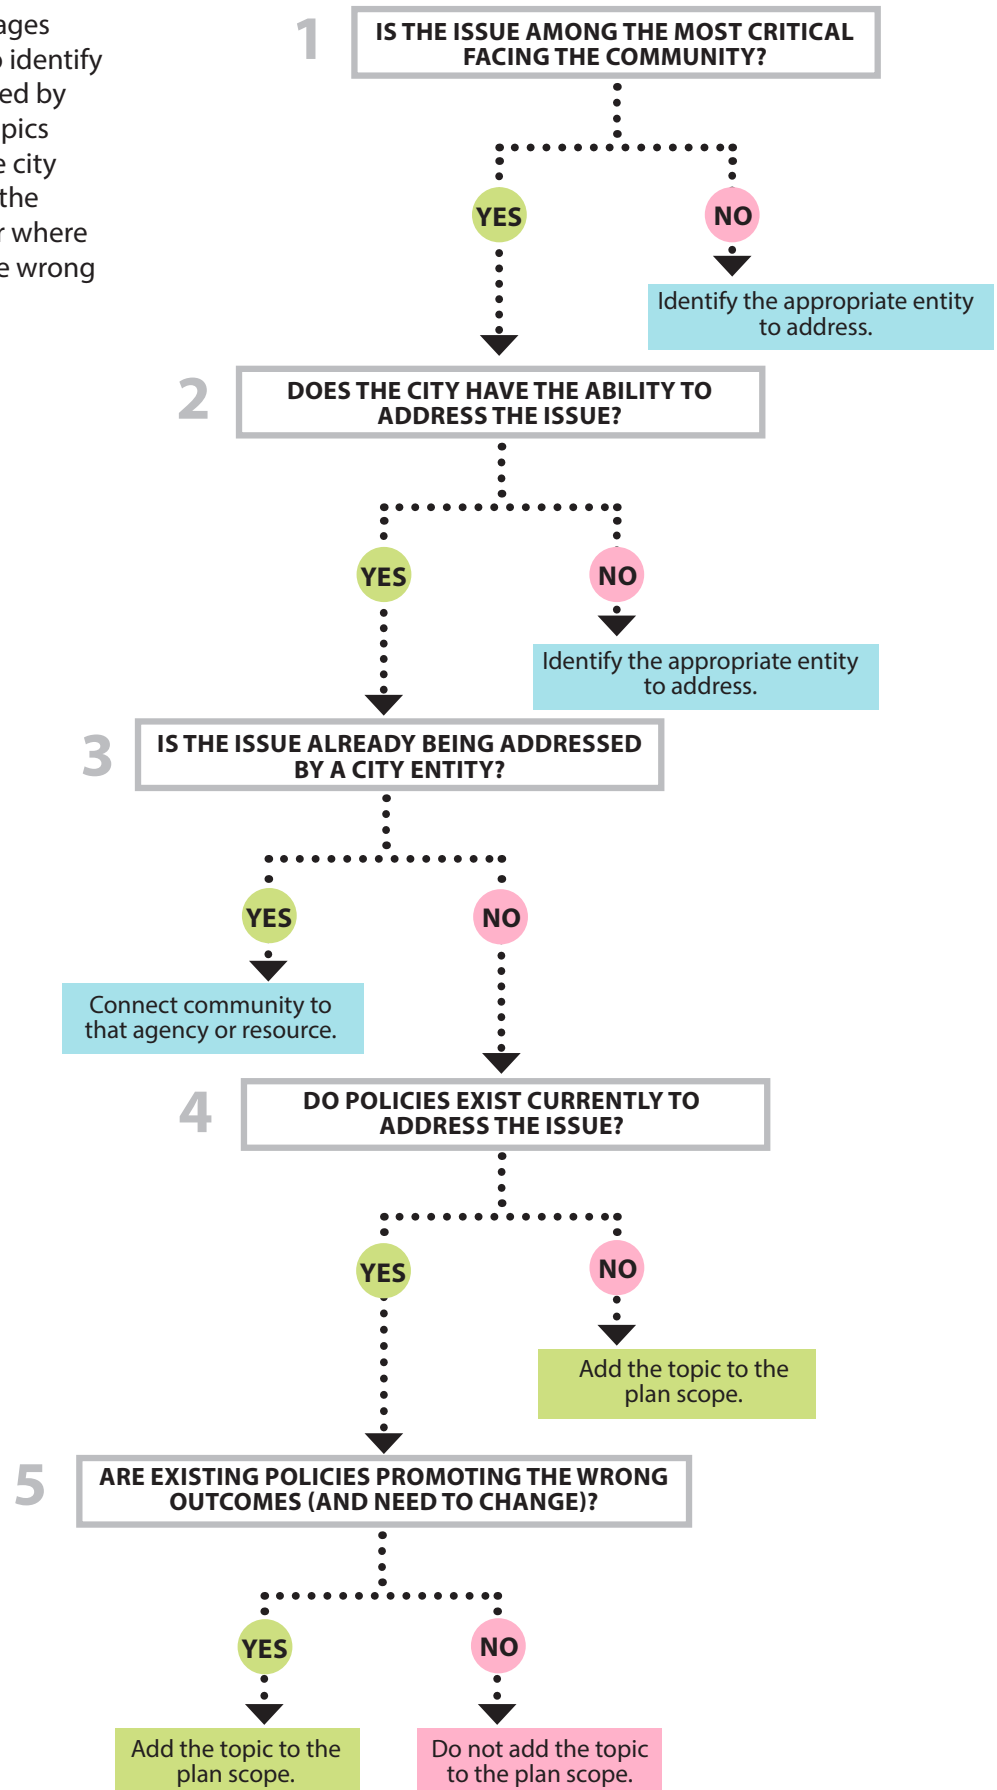 ages
o identify
ed by
pics
e city
the
r where
e wrong
1
IS THE ISSUE AMONG THE MOST CRITICAL
FACING THE COMMUNITY?
YES
NO
Identify the appropriate entity
to address.
2
DOES THE CITY HAVE THE ABILITY TO
ADDRESS THE ISSUE?
YES
NO
Identify the appropriate entity
to address.
3
IS THE ISSUE ALREADY BEING ADDRESSED
BY A CITY ENTITY?
YES
NO
Connect community to
that agency or resource.
4
DO POLICIES EXIST CURRENTLY TO
ADDRESS THE ISSUE?
YES
NO
Add the topic to the
plan scope.
5
ARE EXISTING POLICIES PROMOTING THE WRONG
OUTCOMES (AND NEED TO CHANGE)?
YES
NO
Add the topic to the
plan scope.
Do not add the topic
to the plan scope.